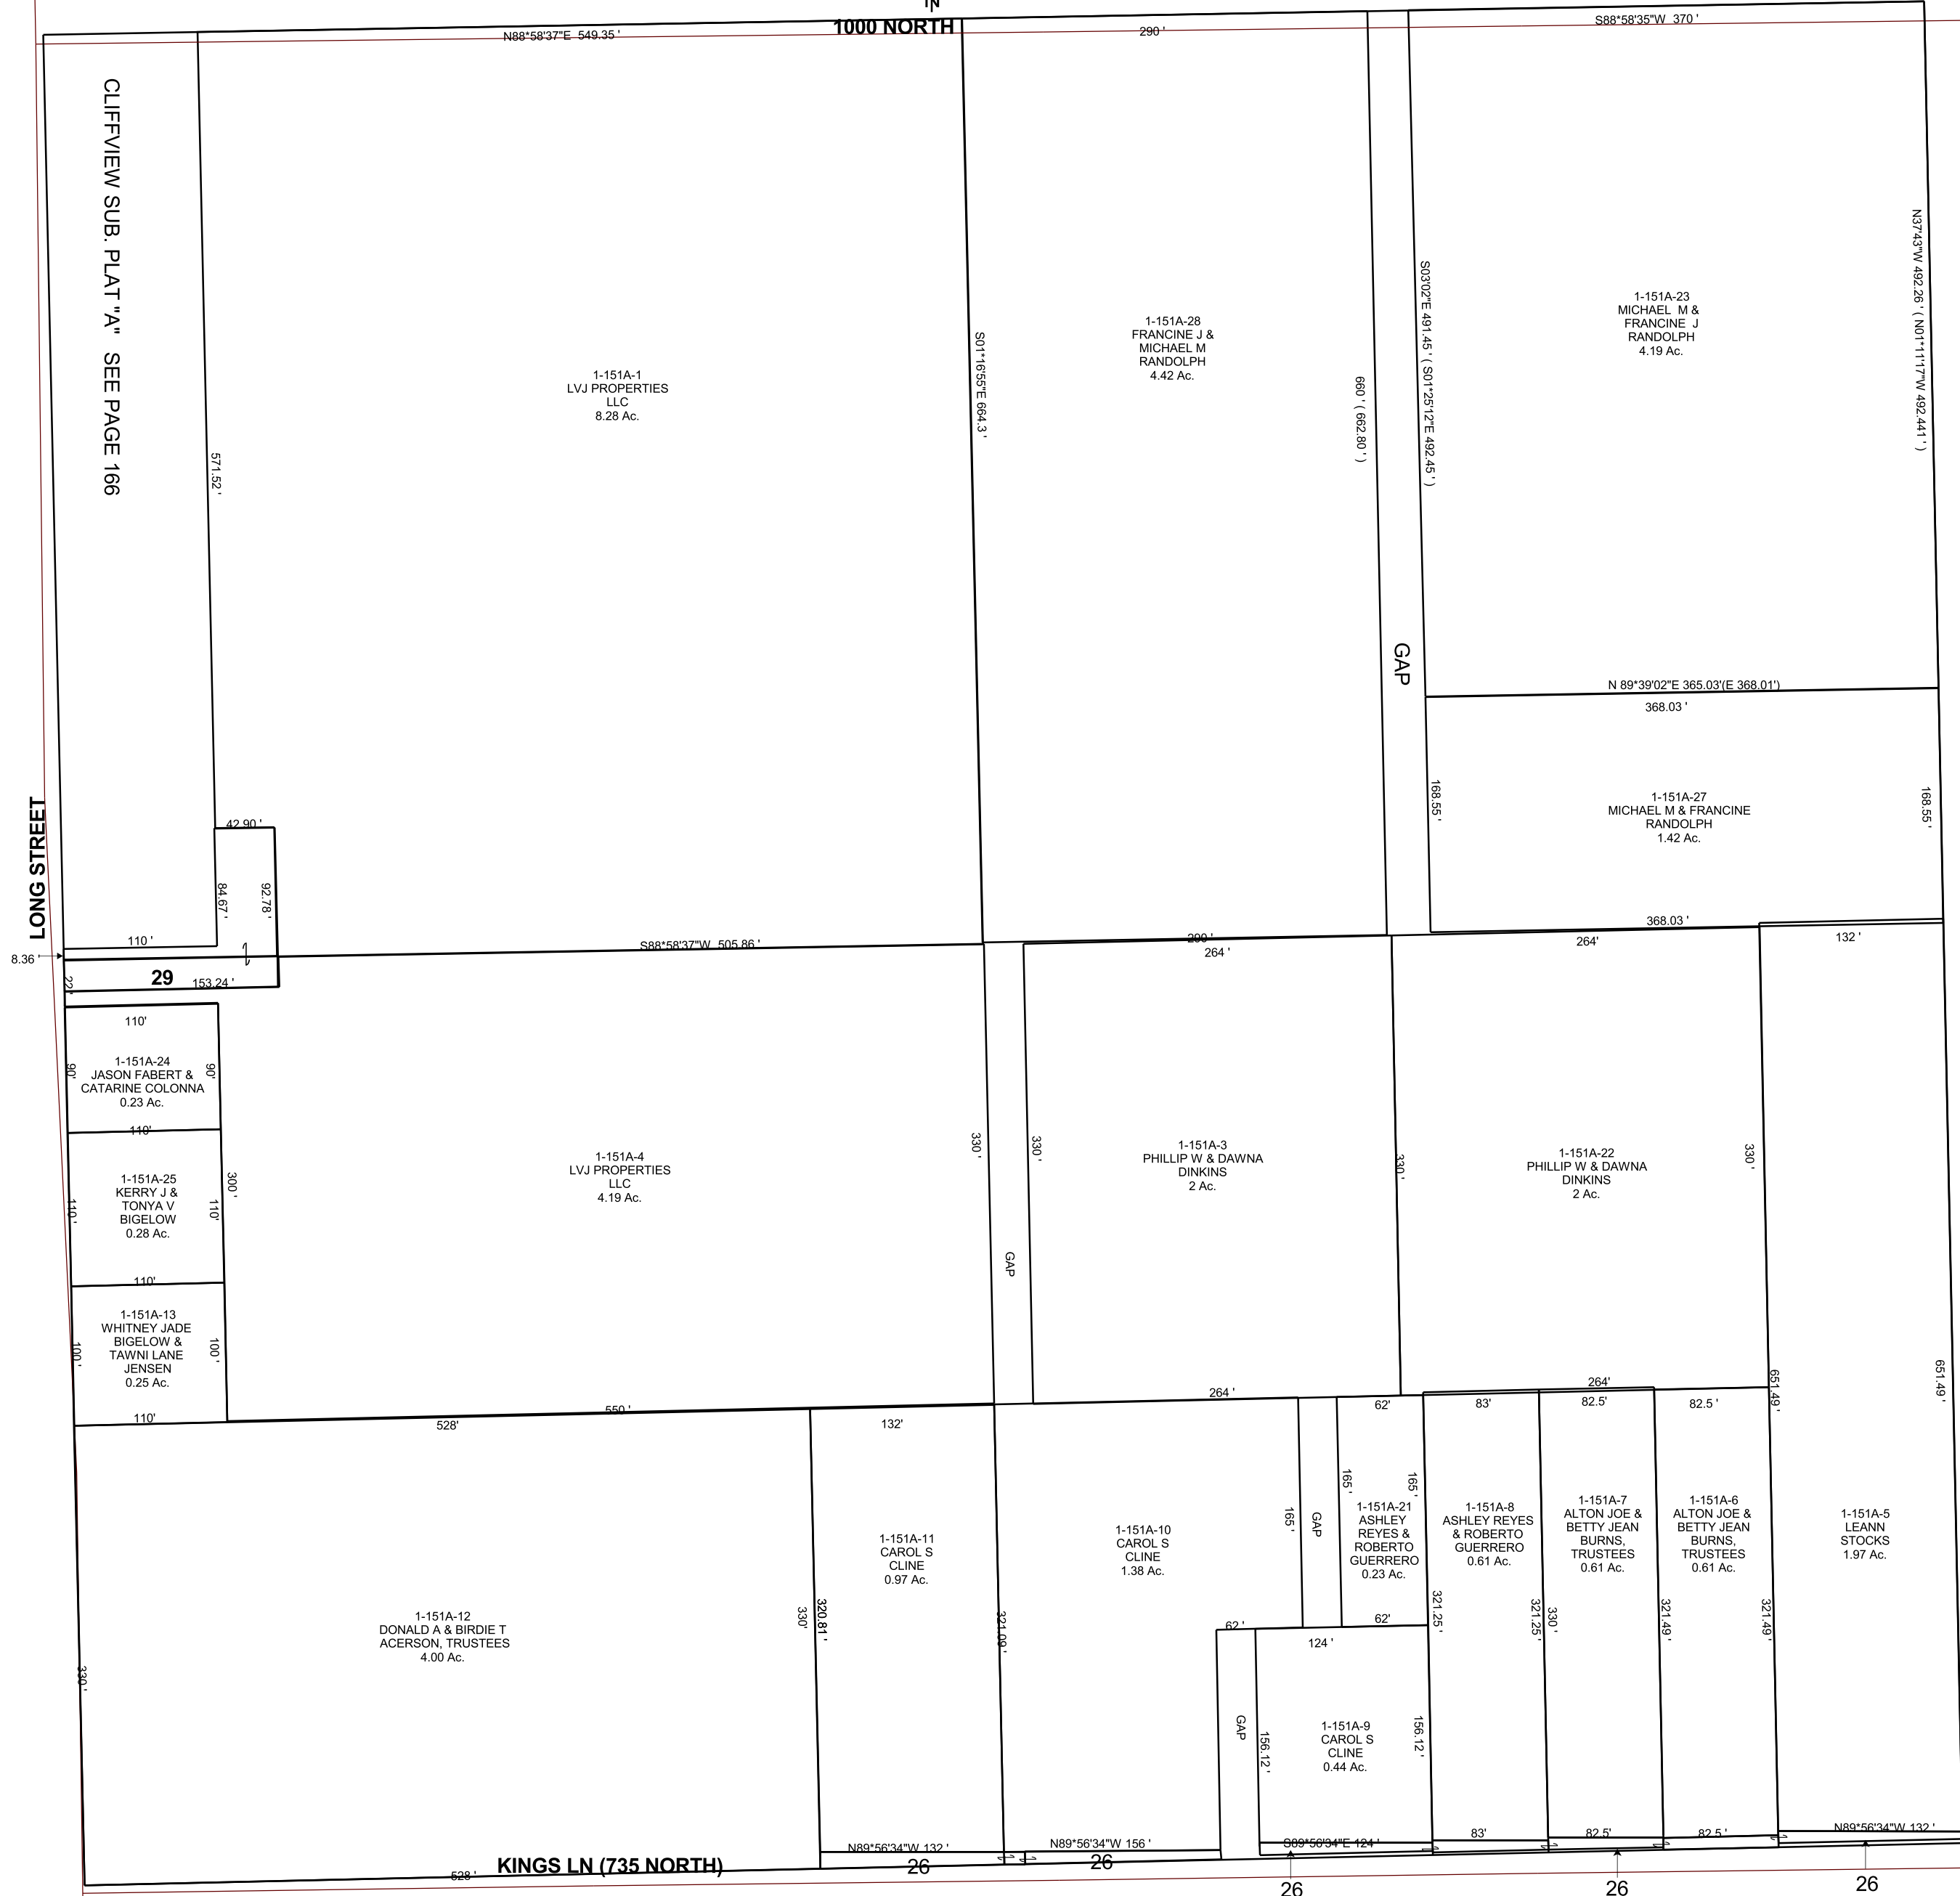 N
1000 NORTH
N88*58'37"E 549.35 '
290 '
S88*58'35"W 370 '
CLIFFVIEW SUB. PLAT "A" SEE PAGE 166
571.52 '
1-151A-1
LVJ PROPERTIES
LLC
8.28 Ac.
S01*16'55"E 664.3 '
1-151A-28
FRANCINE J &
MICHAEL M
RANDOLPH
4.42 Ac.
660 ' ( 662.80 ' )
GAP
S03'02"E 491.45 ' ( S01*25'12"E 492.45 ' )
1-151A-23
MICHAEL M &
FRANCINE J
RANDOLPH
4.19 Ac.
N37'43"W 492.26 ' ( N01*11'17"W 492.441 ' )
N 89*39'02"E 365.03'(E 368.01')
368.03 '
168.55 '
1-151A-27
MICHAEL M & FRANCINE
RANDOLPH
1.42 Ac.
168.55 '
368.03 '
LONG STREET
42.90 '
84.67 '
92.78 '
110 '
8.36 '
22'
29
153.24 '
S88*58'37"W 505.86 '
290 '
264 '
264'
132 '
110'
90'
1-151A-24
JASON FABERT &
CATARINE COLONNA
0.23 Ac.
90'
110'
110 '
1-151A-25
KERRY J &
TONYA V
BIGELOW
0.28 Ac.
110'
300 '
110'
100 '
1-151A-13
WHITNEY JADE
BIGELOW &
TAWNI LANE
JENSEN
0.25 Ac.
100 '
110'
1-151A-4
LVJ PROPERTIES
LLC
4.19 Ac.
330 '
GAP
330 '
1-151A-3
PHILLIP W & DAWNA
DINKINS
2 Ac.
330 '
1-151A-22
PHILLIP W & DAWNA
DINKINS
2 Ac.
330 '
651.49 '
651.49 '
550 '
528'
132'
264 '
62'
264'
83'
82.5'
82.5 '
330 '
1-151A-12
DONALD A & BIRDIE T
ACERSON, TRUSTEES
4.00 Ac.
330'
320.81 '
1-151A-11
CAROL S
CLINE
0.97 Ac.
321.09 '
1-151A-10
CAROL S
CLINE
1.38 Ac.
165 '
GAP
165 '
1-151A-21
ASHLEY
REYES &
ROBERTO
GUERRERO
0.23 Ac.
165 '
62'
62 '
124 '
GAP
156.12 '
1-151A-9
CAROL S
CLINE
0.44 Ac.
156.12 '
1-151A-8
ASHLEY REYES
& ROBERTO
GUERRERO
0.61 Ac.
321.25'
321.25'
330 '
1-151A-7
ALTON JOE &
BETTY JEAN
BURNS,
TRUSTEES
0.61 Ac.
321.49 '
1-151A-6
ALTON JOE &
BETTY JEAN
BURNS,
TRUSTEES
0.61 Ac.
321.49 '
1-151A-5
LEANN
STOCKS
1.97 Ac.
528 '
KINGS LN (735 NORTH)
N89*56'34"W 132 '
26
N89*56'34"W 156 '
26
S89*56'34"E 124 '
83'
82.5'
82.5 '
N89*56'34"W 132 '
26
26
26